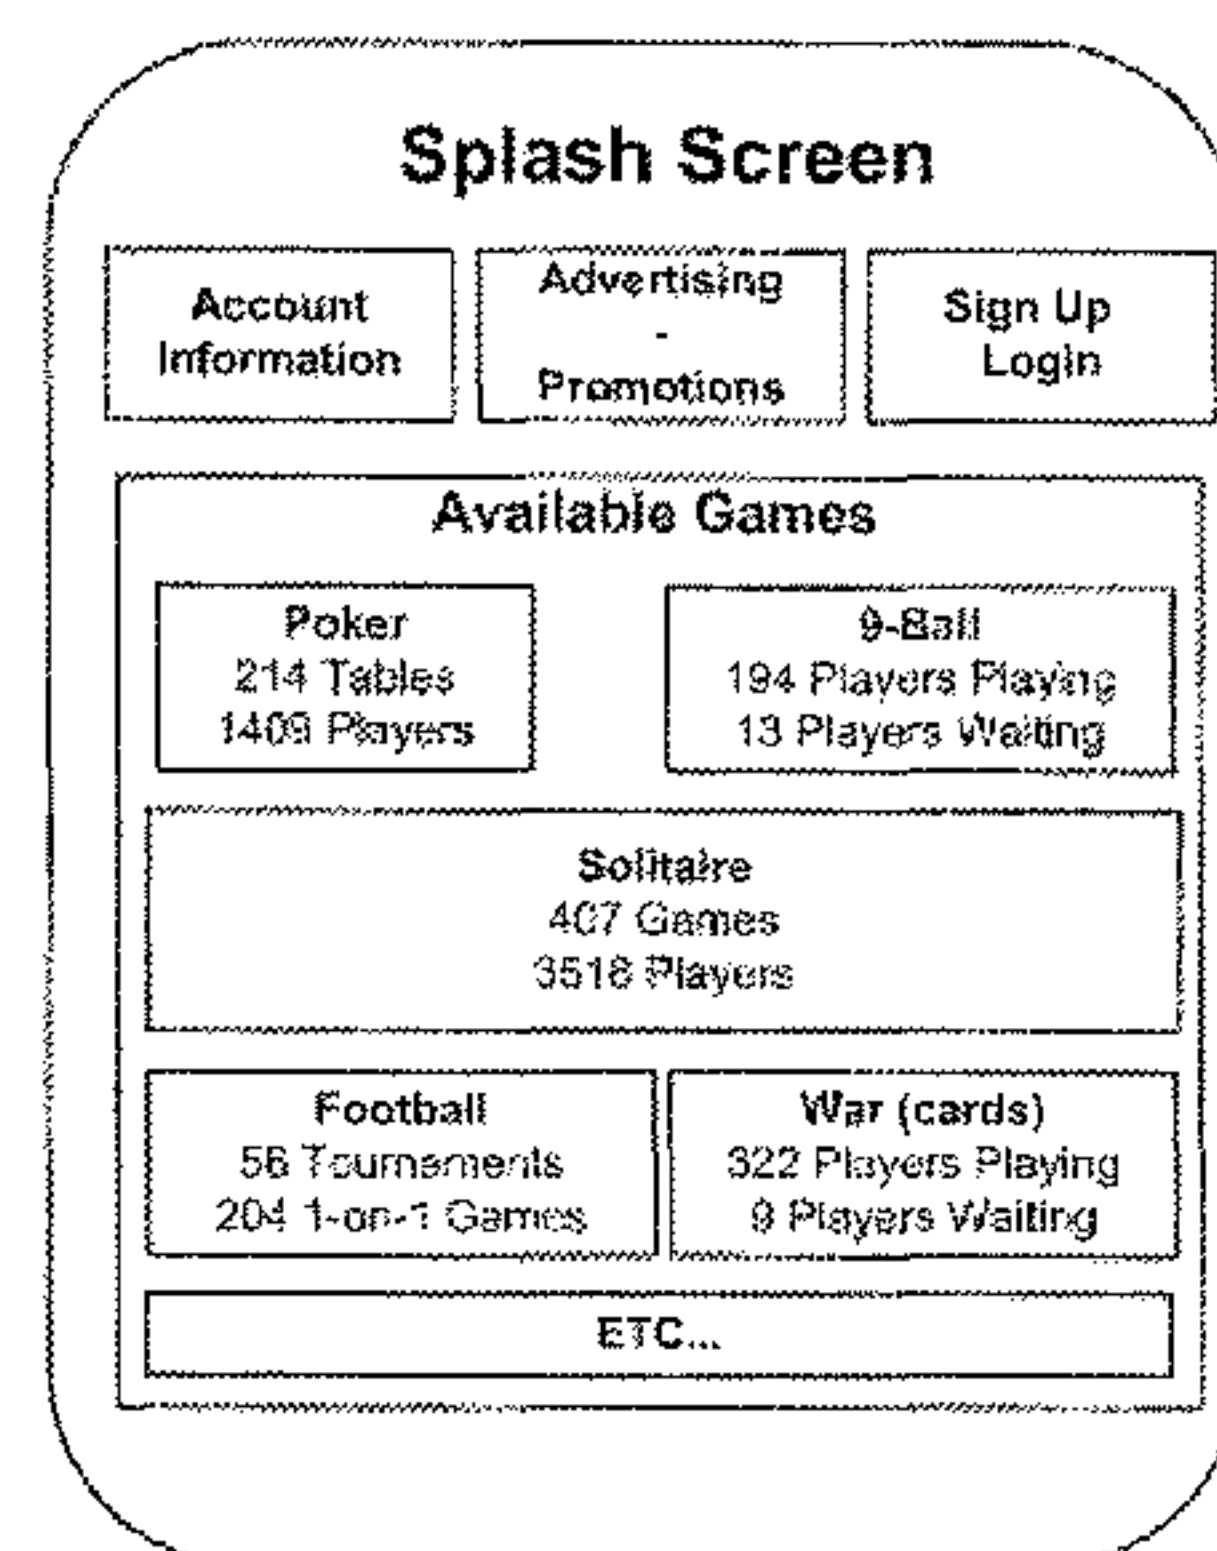 Splash Screen
Account
Information
Advertising
-
Promotions
Sign Up
Login
Available Games
Poker
214 Tables
1409 Players
9-Ball
194 Players Playing
13 Players Waiting
Solitaire
407 Games
Players
Football
Tournaments
204 1-on-1 Games
War (cards)
322 Players Playing
9 Players Waiting
ETC...